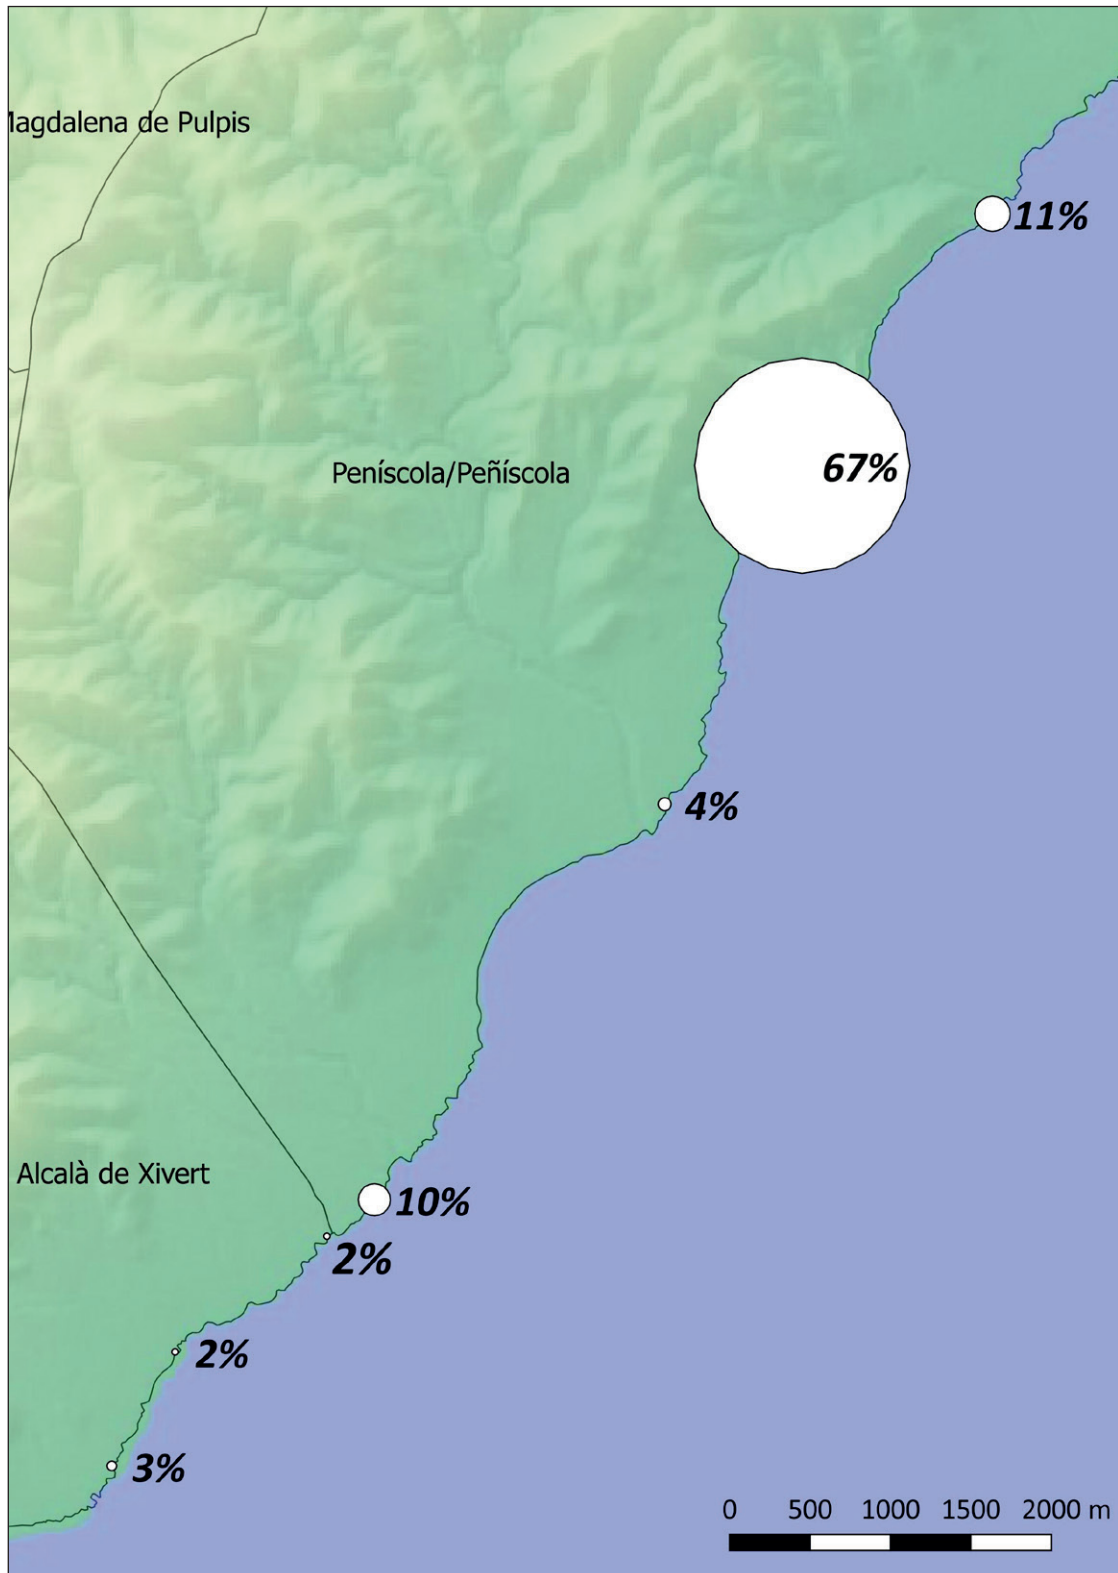 Magdalena de Pulpis
11%
Peníscola/Peñíscola
67%
4%
Alcalà de Xivert
10%
2%
2%
3%
0 500 1000 1500 2000 m